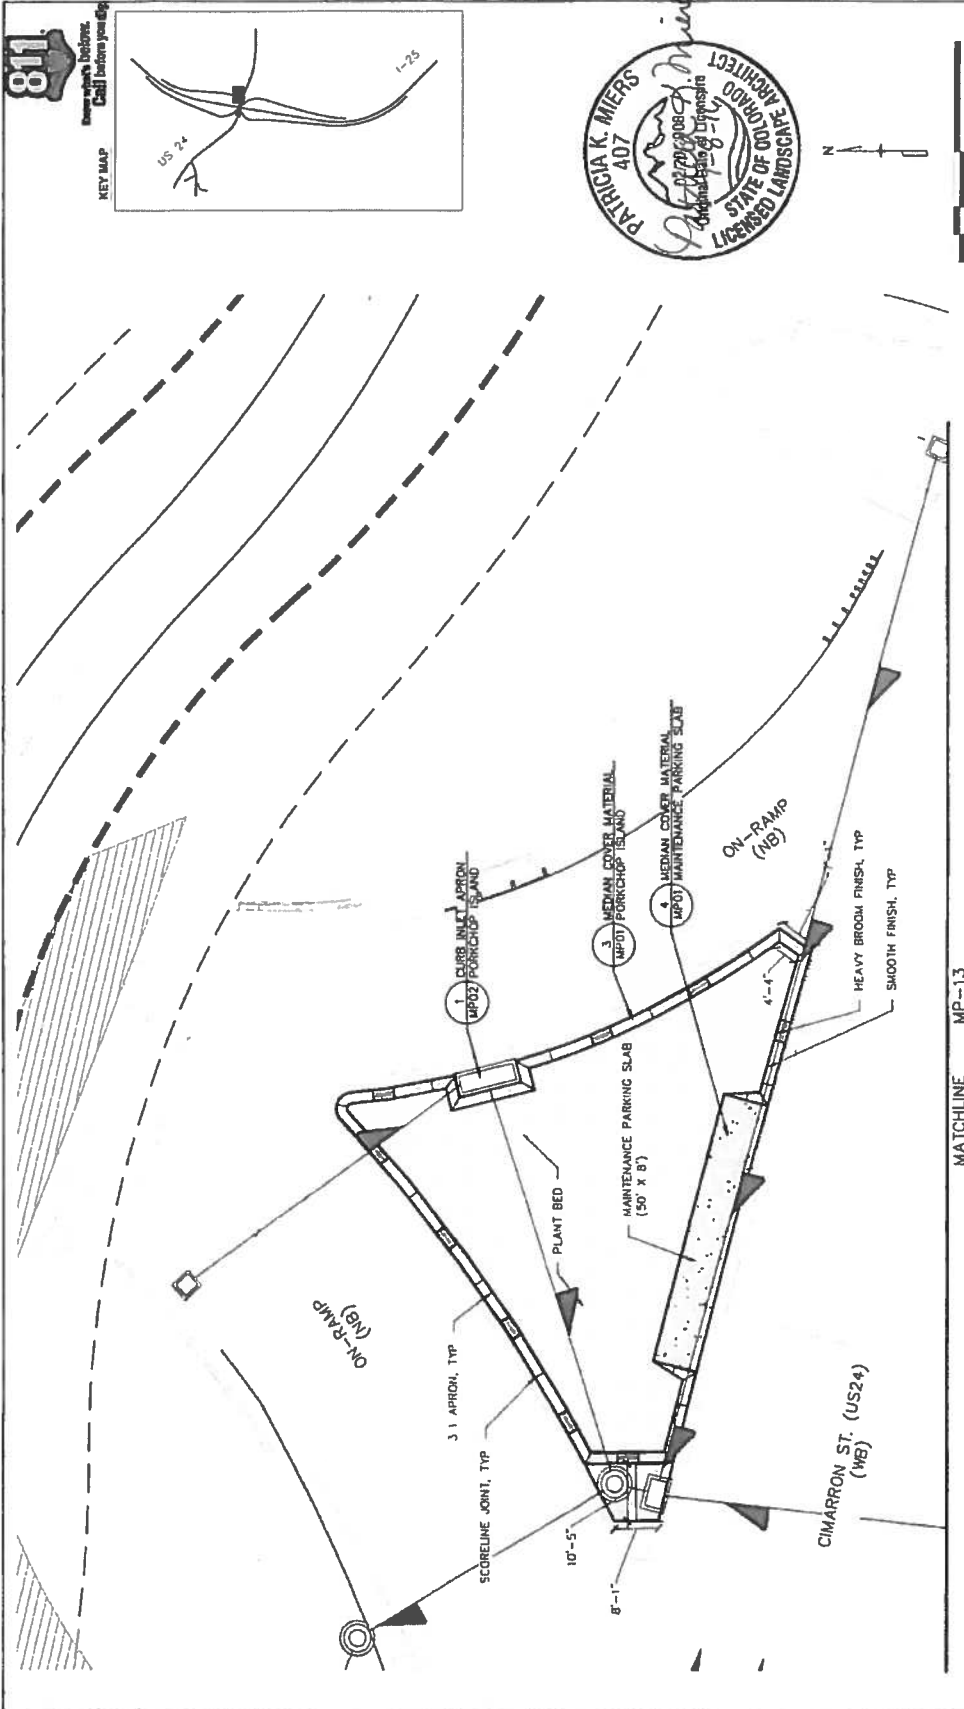 811
Know what's below.
Call before you dig.
KEY MAP
US 24
I-25
PATRICIA K. MIERS
407
STATE OF COLORADO
LICENSED LANDSCAPE ARCHITECT
N
1
MP02
CURB INLET APRON
PORKCHOP ISLAND
3
MP01
MEDIAN COVER MATERIAL
PORKCHOP ISLAND
4
MP01
MEDIAN COVER MATERIAL
MAINTENANCE PARKING SLAB
ON-RAMP
(NB)
ON-RAMP
(NB)
HEAVY BROOM FINISH, TYP
SMOOTH FINISH, TYP
4'-4"
MAINTENANCE PARKING SLAB
(50' X 8')
PLANT BED
APRON, TYP
SCORELINE JOINT, TYP
10'-5"
8'-1"
CIMARRON ST. (US24)
(WB)
MATCHLINE MP-13